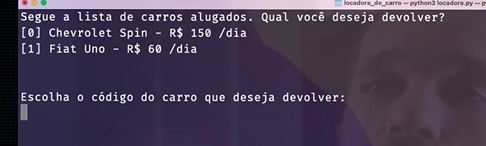 locadora_de_carro — python3 locadora.py —
Segue a lista de carros alugados. Qual você deseja devolver?
[0] Chevrolet Spin - R$ 150 /dia
[1] Fiat Uno - R$ 60 /dia
Escolha o código do carro que deseja devolver: